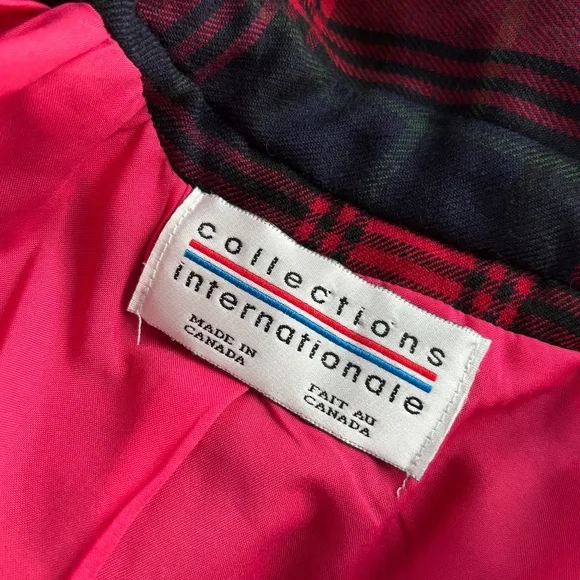 collections
internationale
MADE IN
CANADA
FAIT AU
CANADA